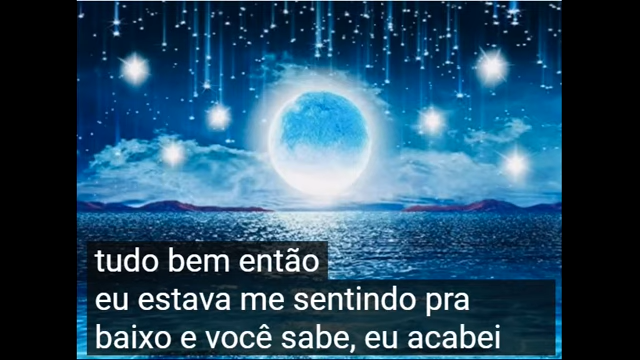 tudo bem então
eu estava me sentindo pra
baixo e você sabe, eu acabei